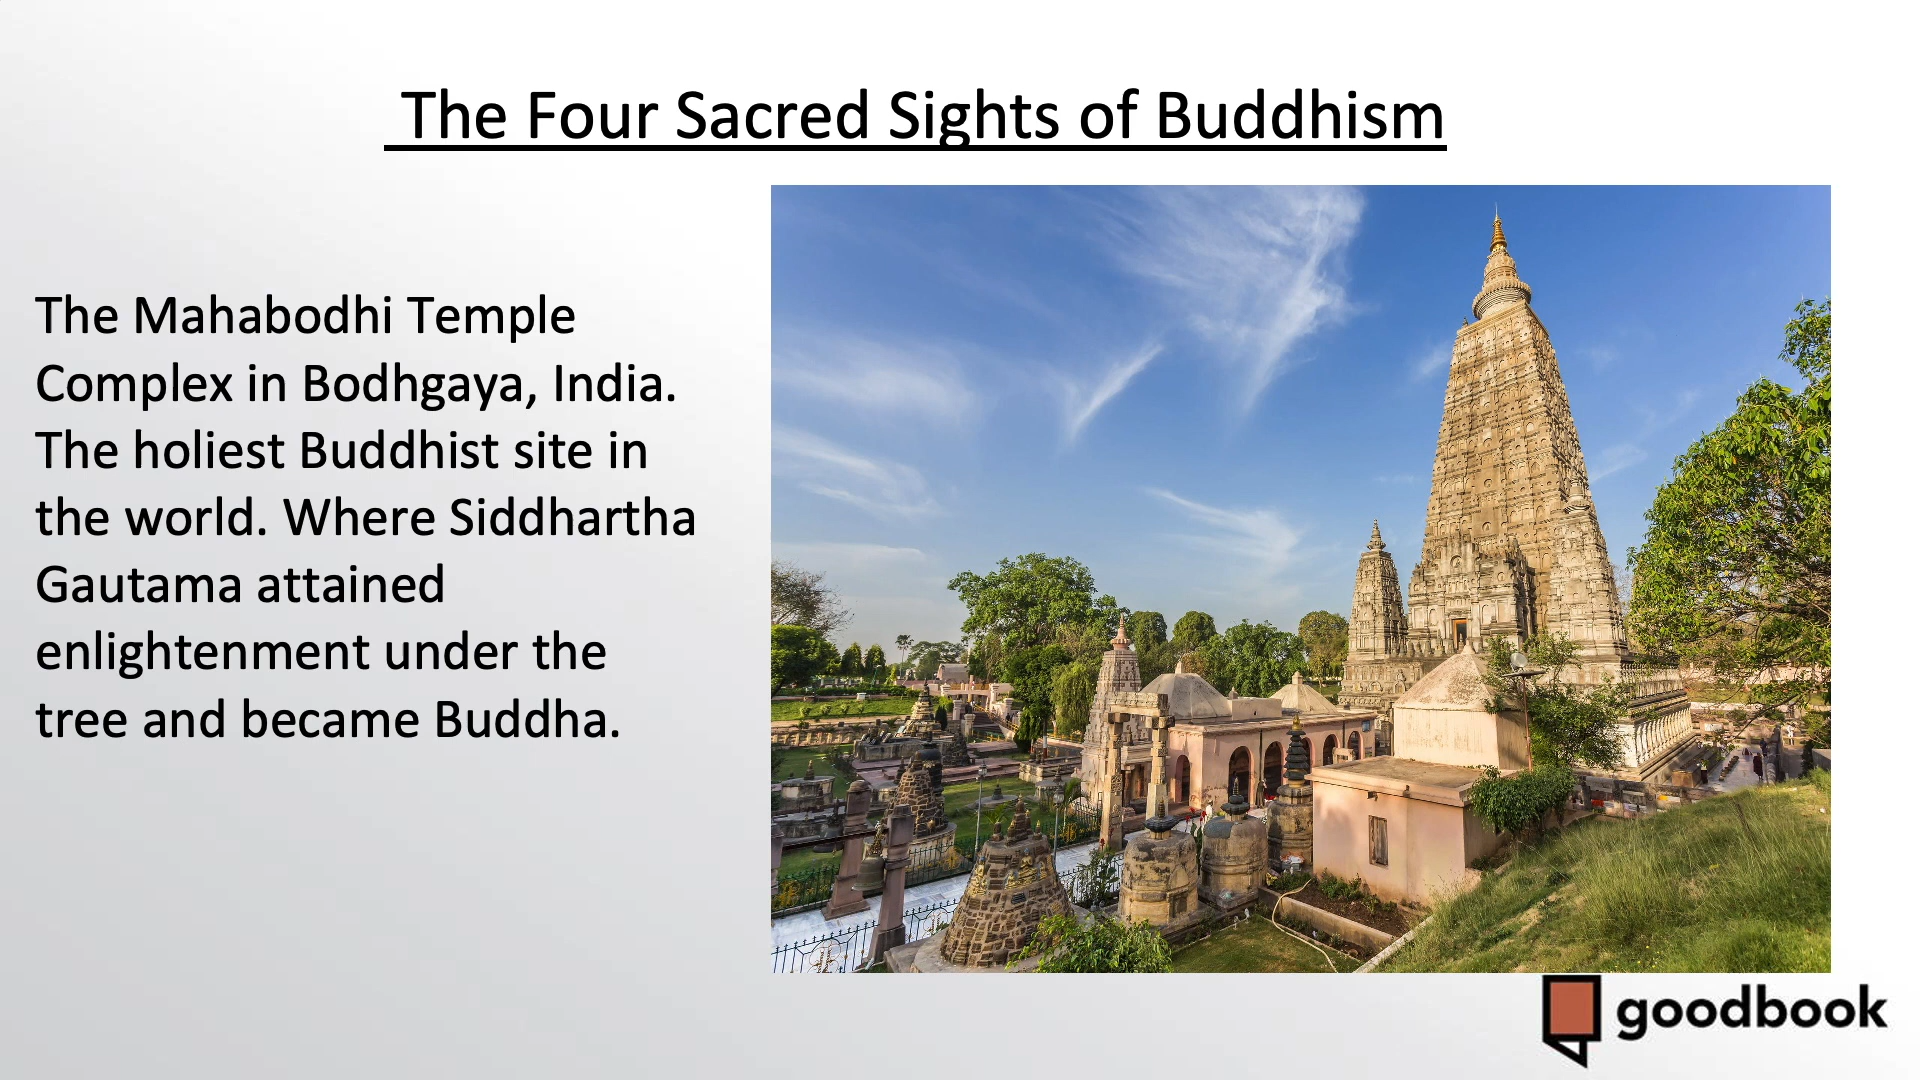 The Four Sacred Sights of Buddhism
The Mahabodhi Temple
Complex in Bodhgaya, India.
The holiest Buddhist site in
the world. Where Siddhartha
Gautama attained
enlightenment under the
tree and became Buddha.
goodbook